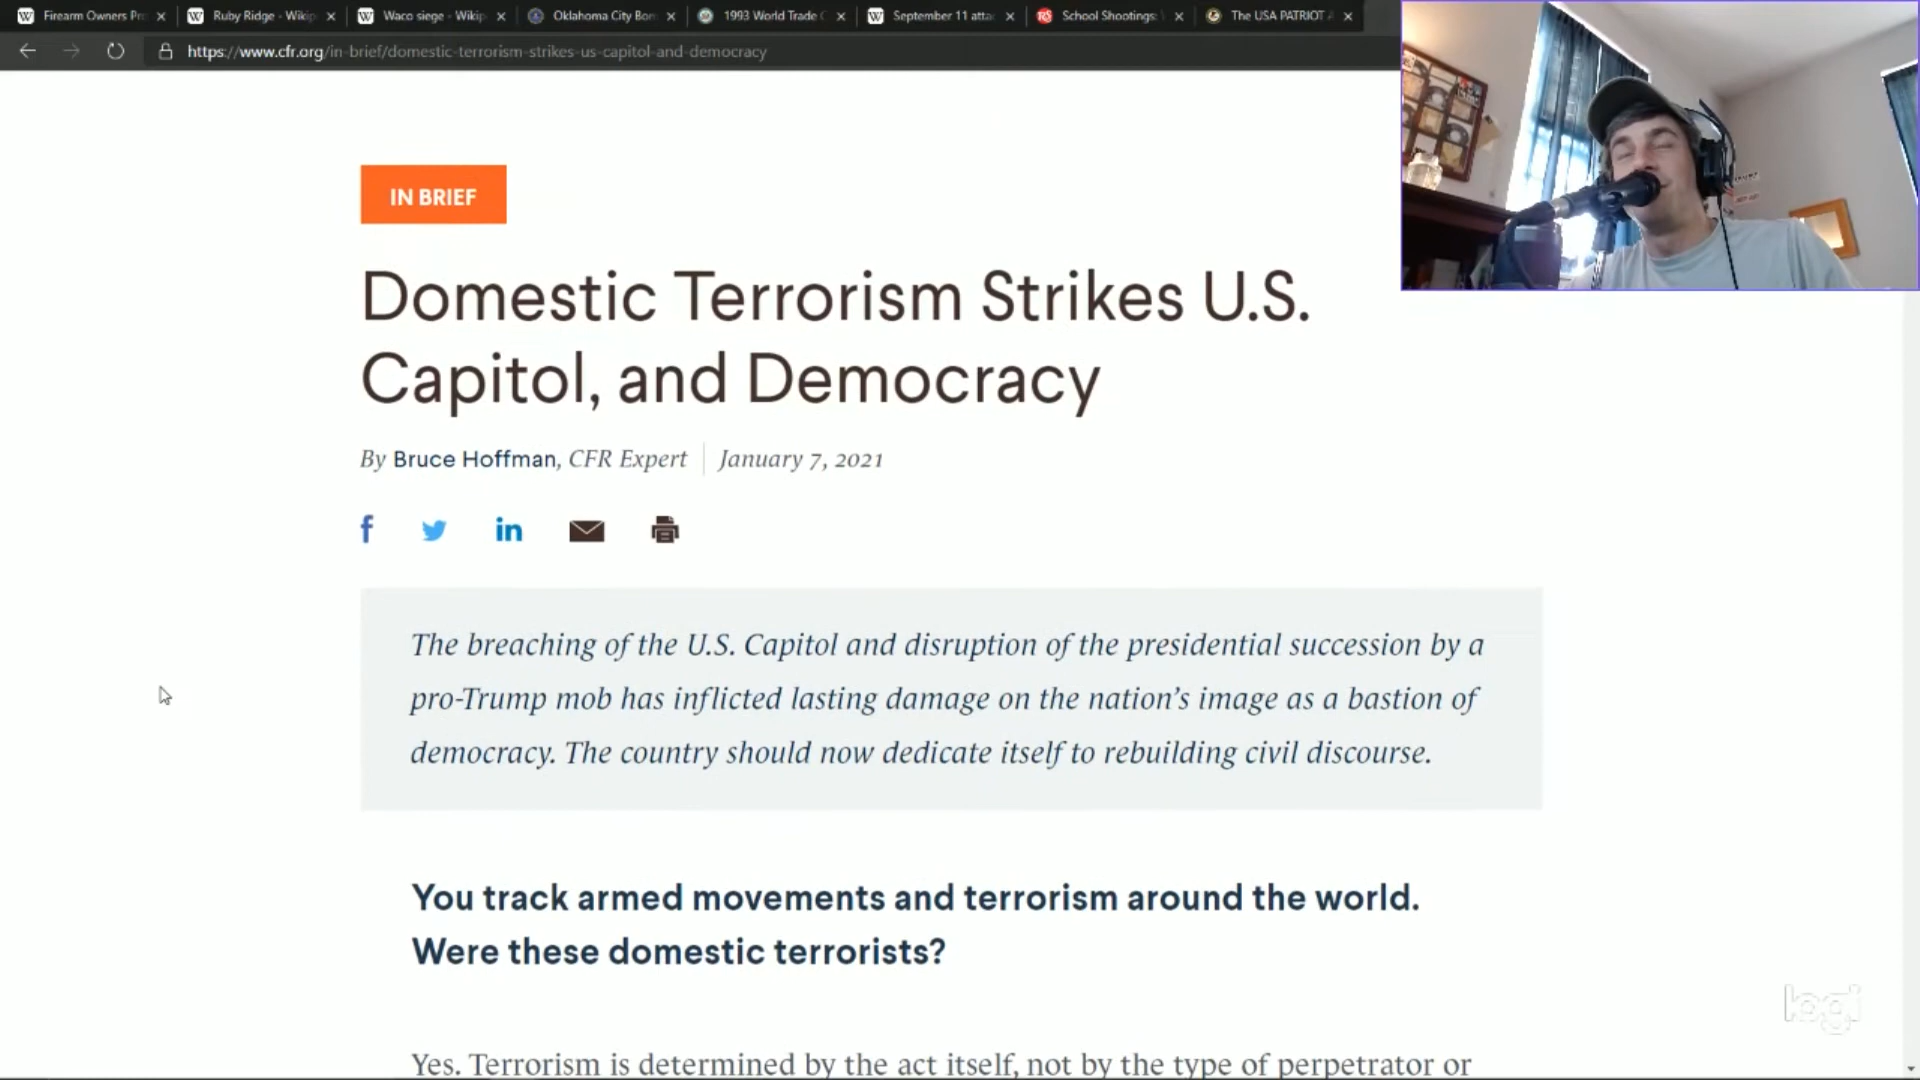 Firearm Owners Pr
Ruby Ridge - Wikip
Waco siege - Wikip
Oklahoma City Bom
1993 World Trade C
September 11 atta
School Shootings:
The USA PATRIOT
https://www.cfr.org/in-brief/domestic-terrorism-strikes-us-capitol-and-democracy
IN BRIEF
Domestic Terrorism Strikes U.S.
Capitol, and Democracy
By Bruce Hoffman, CFR Expert
January 7, 2021
The breaching of the U.S. Capitol and disruption of the presidential succession by a
pro-Trump mob has inflicted lasting damage on the nation's image as a bastion of
democracy. The country should now dedicate itself to rebuilding civil discourse.
You track armed movements and terrorism around the world.
Were these domestic terrorists?
Yes. Terrorism is determined by the act itself, not by the type of perpetrator or
logi